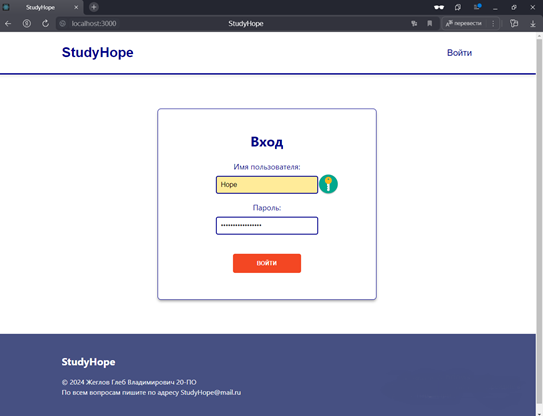 StudyHope
localhost:3000
StudyHope
перевести
StudyHope
Войти
Вход
Имя пользователя:
Hope
Пароль:
•••••••••••••••••
ВОЙТИ
StudyHope
© 2024 Жеглов Глеб Владимирович 20-ПО
По всем вопросам пишите по адресу StudyHope@mail.ru